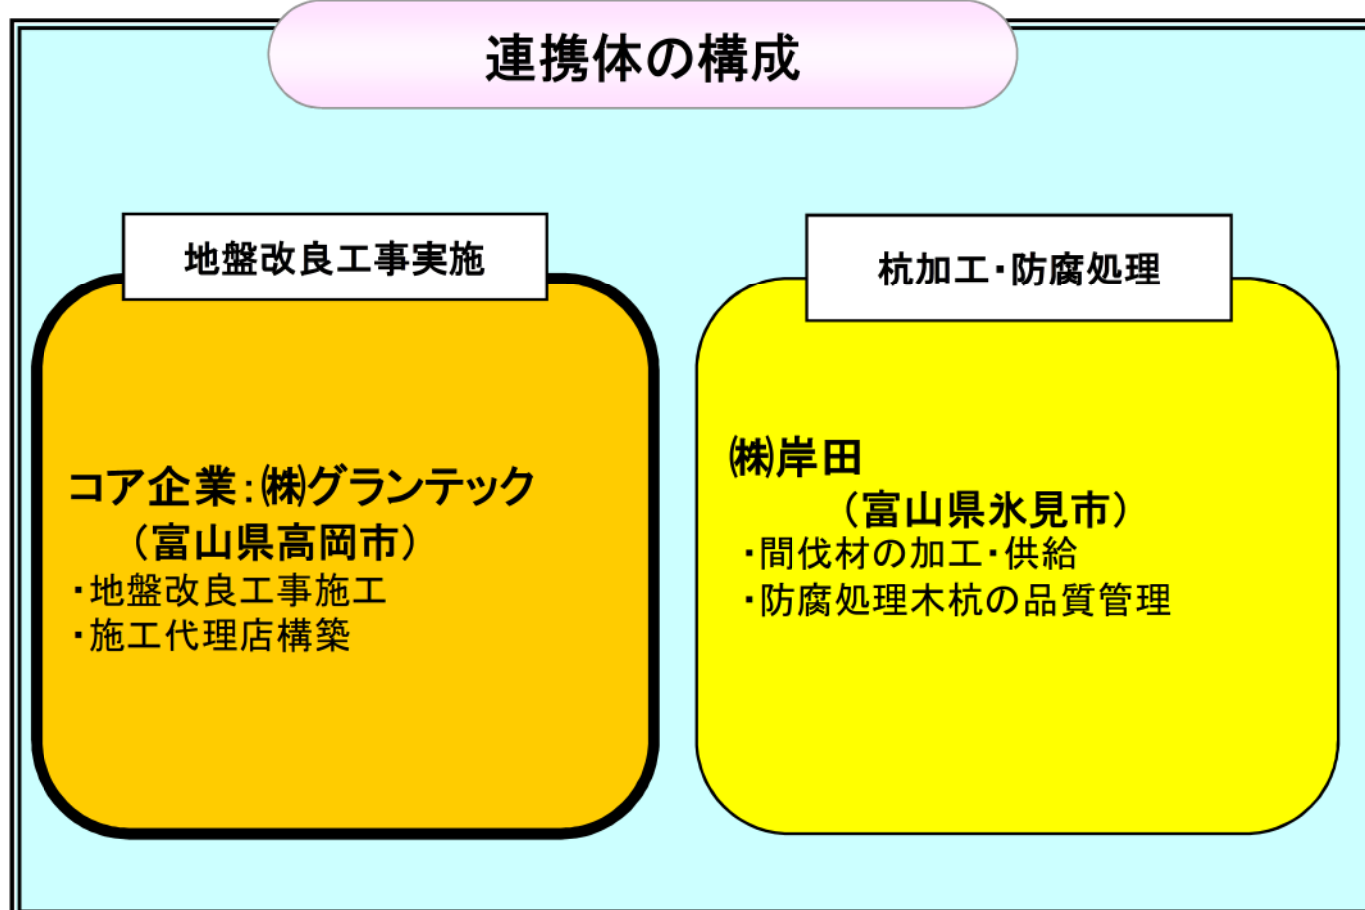 連携体の構成
地盤改良工事実施
コア企業:㈱グランテック
（富山県高岡市）
・地盤改良工事施工
・施工代理店構築
杭加工・防腐処理
㈱岸田
（富山県氷見市）
・間伐材の加工・供給
・防腐処理木杭の品質管理